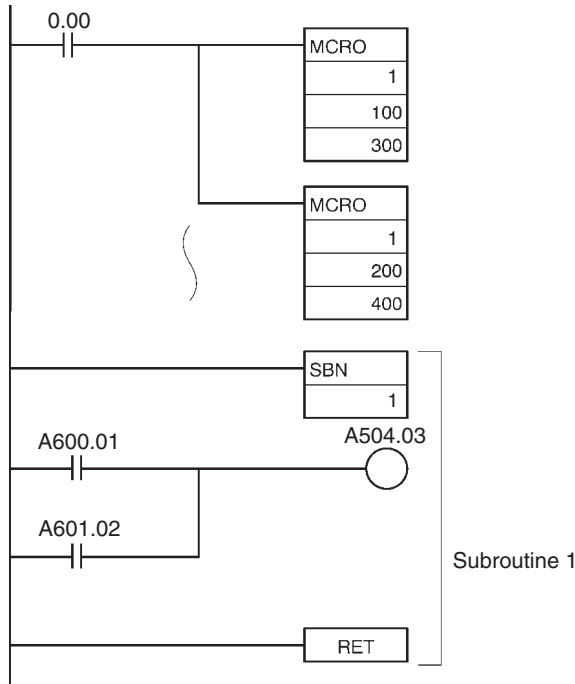 0.00
MCRO
1
100
300
MCRO
1
200
400
SBN
1
A600.01
A504.03
A601.02
Subroutine 1
RET